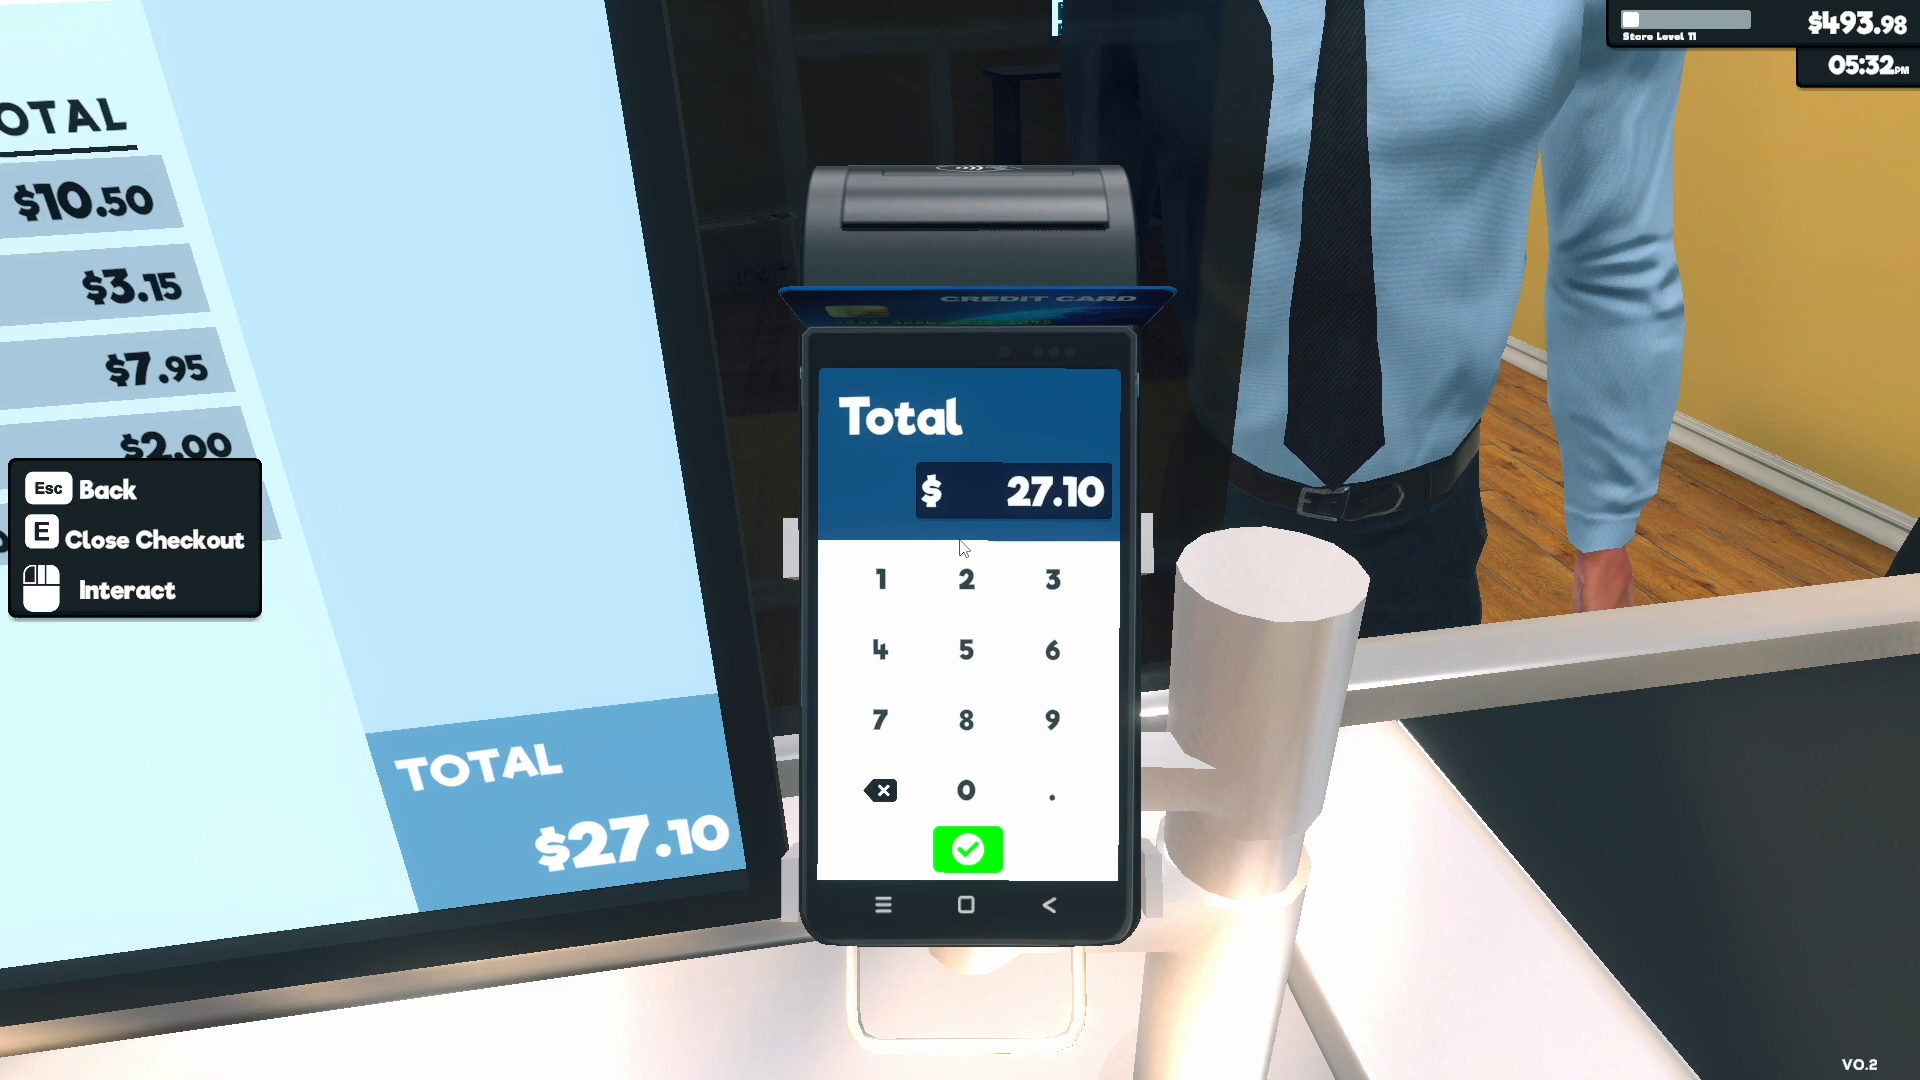 $493.98
Store Level 11
05:32PM
OTAL
$10.50
$3.15
$7.95
$2.00
Esc Back
E Close Checkout
Interact
TOTAL
$27.10
CREDIT CARD
Total
$ 27.10
1 2 3
4 5 6
7 8 9
0 .
V0.2